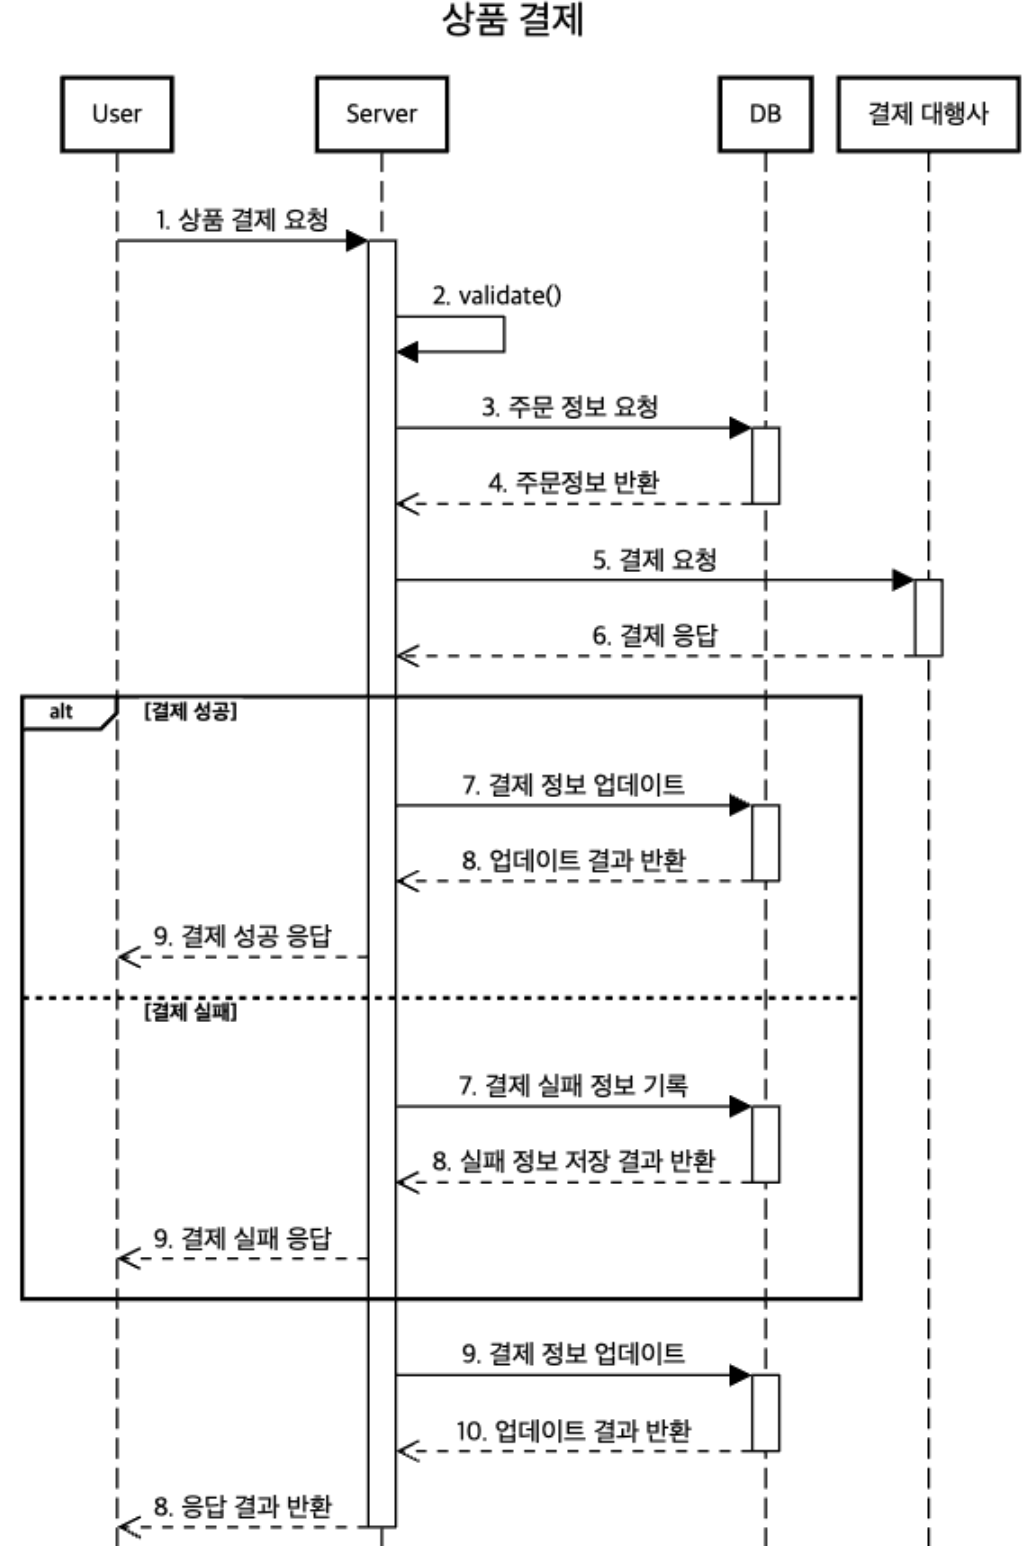 상품 결제
User
Server
DB
결제 대행사
1. 상품 결제 요청
2. validate()
3. 주문 정보 요청
4. 주문정보 반환
5. 결제 요청
6. 결제 응답
alt
[결제 성공]
7. 결제 정보 업데이트
8. 업데이트 결과 반환
9. 결제 성공 응답
[결제 실패]
7. 결제 실패 정보 기록
8. 실패 정보 저장 결과 반환
9. 결제 실패 응답
9. 결제 정보 업데이트
10. 업데이트 결과 반환
8. 응답 결과 반환